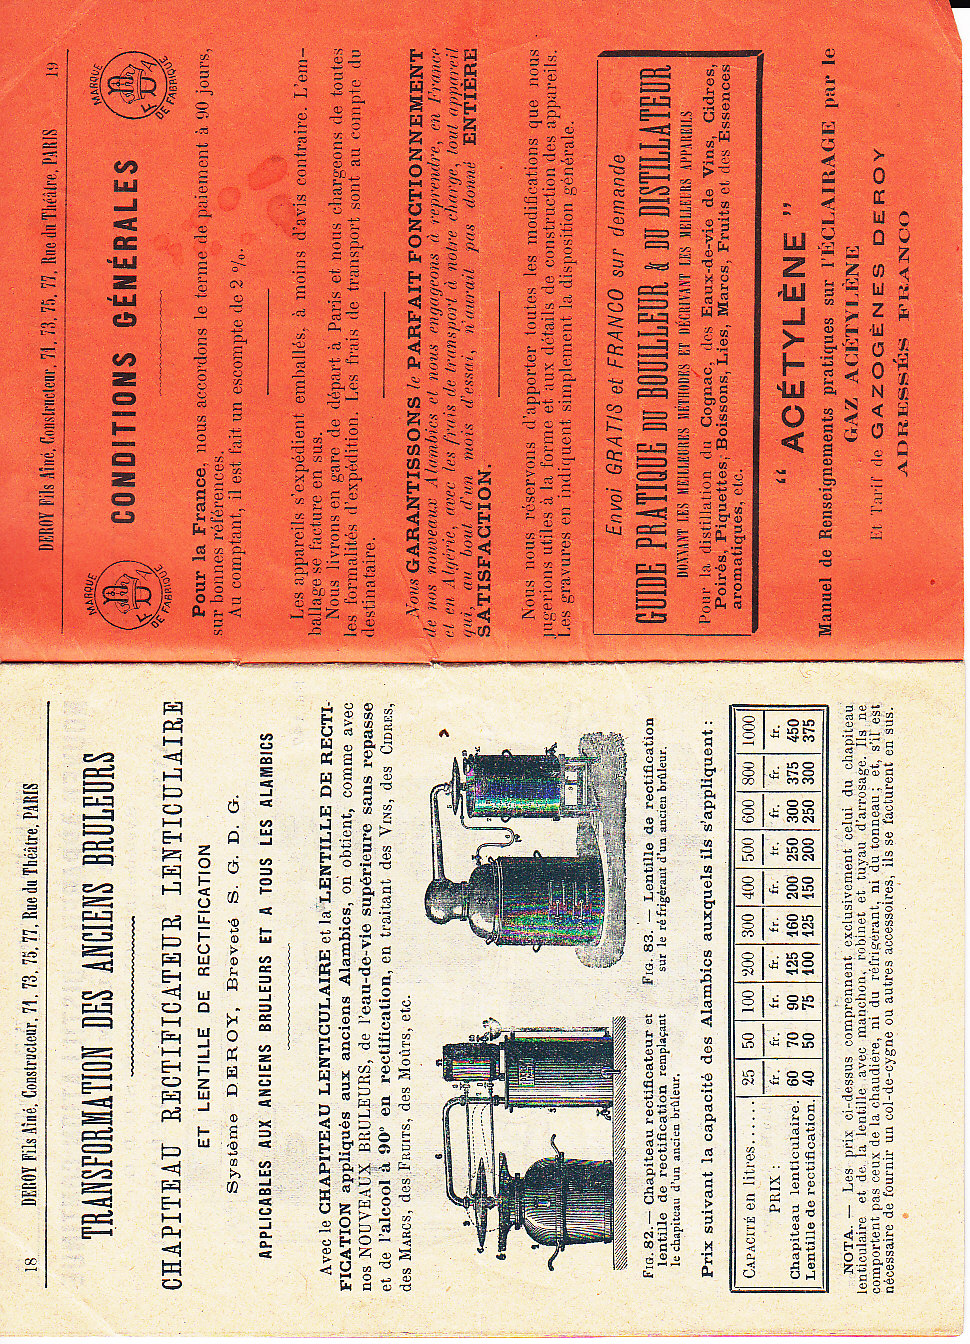 18 DEROY Fils Aîné, Constructeur, 71, 73, 75, 77, Rue du Théâtre, PARIS
TRANSFORMATION DES ANCIENS BRULEURS
CHAPITEAU RECTIFICATEUR LENTICULAIRE
ET LENTILLE DE RECTIFICATION
Système DEROY, Breveté S. G. D. G.
APPLICABLES AUX ANCIENS BRULEURS ET A TOUS LES ALAMBICS
Avec le CHAPITEAU LENTICULAIRE et la LENTILLE DE RECTI-
FICATION appliqués aux anciens Alambics, on obtient, comme avec
nos NOUVEAUX BRULEURS, de l'eau-de-vie supérieure sans repasse
et de l'alcool à 90° en rectification, en traitant des VINS, des CIDRES,
des MARCS, des FRUITS, des MOÛTS, etc.
FIG. 82. — Chapiteau rectificateur et
lentille de rectification remplaçant
le chapiteau d'un ancien brûleur.
FIG. 83. — Lentille de rectification
sur le réfrigérant d'un ancien brûleur.
Prix suivant la capacité des Alambics auxquels ils s'appliquent :
CAPACITÉ en litres...... 25 50 100 200 300 400 500 600 800 1000
PRIX : fr. fr. fr. fr. fr. fr. fr. fr. fr. fr.
Chapiteau lenticulaire. 60 70 90 125 160 200 250 300 375 450
Lentille de rectification. 40 50 75 100 125 150 200 250 300 375
NOTA. — Les prix ci-dessus comprennent exclusivement celui du chapiteau
lenticulaire et de la lentille avec manchon, robinet et tuyau d'arrosage. Ils ne
comportent pas ceux de la chaudière, ni du réfrigérant, ni du tonneau; et, s'il est
nécessaire de fournir un col-de-cygne ou autres accessoires, ils se facturent en sus.
DEROY Fils Aîné, Constructeur, 71, 73, 75, 77, Rue du Théâtre, PARIS 19
MARQUE
DE FABRIQUE
CONDITIONS GÉNÉRALES
MARQUE
DE FABRIQUE
Pour la France, nous accordons le terme de paiement à 90 jours,
sur bonnes références.
Au comptant, il est fait un escompte de 2 %.
Les appareils s'expédient emballés, à moins d'avis contraire. L'em-
ballage se facture en sus.
Nous livrons en gare de départ à Paris et nous chargeons de toutes
les formalités d'expédition. Les frais de transport sont au compte du
destinataire.
Nous GARANTISSONS le PARFAIT FONCTIONNEMENT
de nos nouveaux Alambics et nous engageons à reprendre, en France
et en Algérie, avec les frais de transport à notre charge, tout appareil
qui, au bout d'un mois d'essai, n'aurait pas donné ENTIÈRE
SATISFACTION.
Nous nous réservons d'apporter toutes les modifications que nous
jugerions utiles à la forme et aux détails de construction des appareils.
Les gravures en indiquent simplement la disposition générale.
Envoi GRATIS et FRANCO sur demande
GUIDE PRATIQUE DU BOUILLEUR & DU DISTILLATEUR
DONNANT LES MEILLEURES MÉTHODES ET DÉCRIVANT LES MEILLEURS APPAREILS
Pour la distillation du Cognac, des Eaux-de-vie de Vins, Cidres,
Poirés, Piquettes, Boissons, Lies, Marcs, Fruits et des Essences
aromatiques, etc.
“ ACÉTYLÈNE ”
Manuel de Renseignements pratiques sur l'ÉCLAIRAGE par le
GAZ ACÉTYLÈNE
Et Tarif de GAZOGÈNES DEROY
ADRESSÉS FRANCO